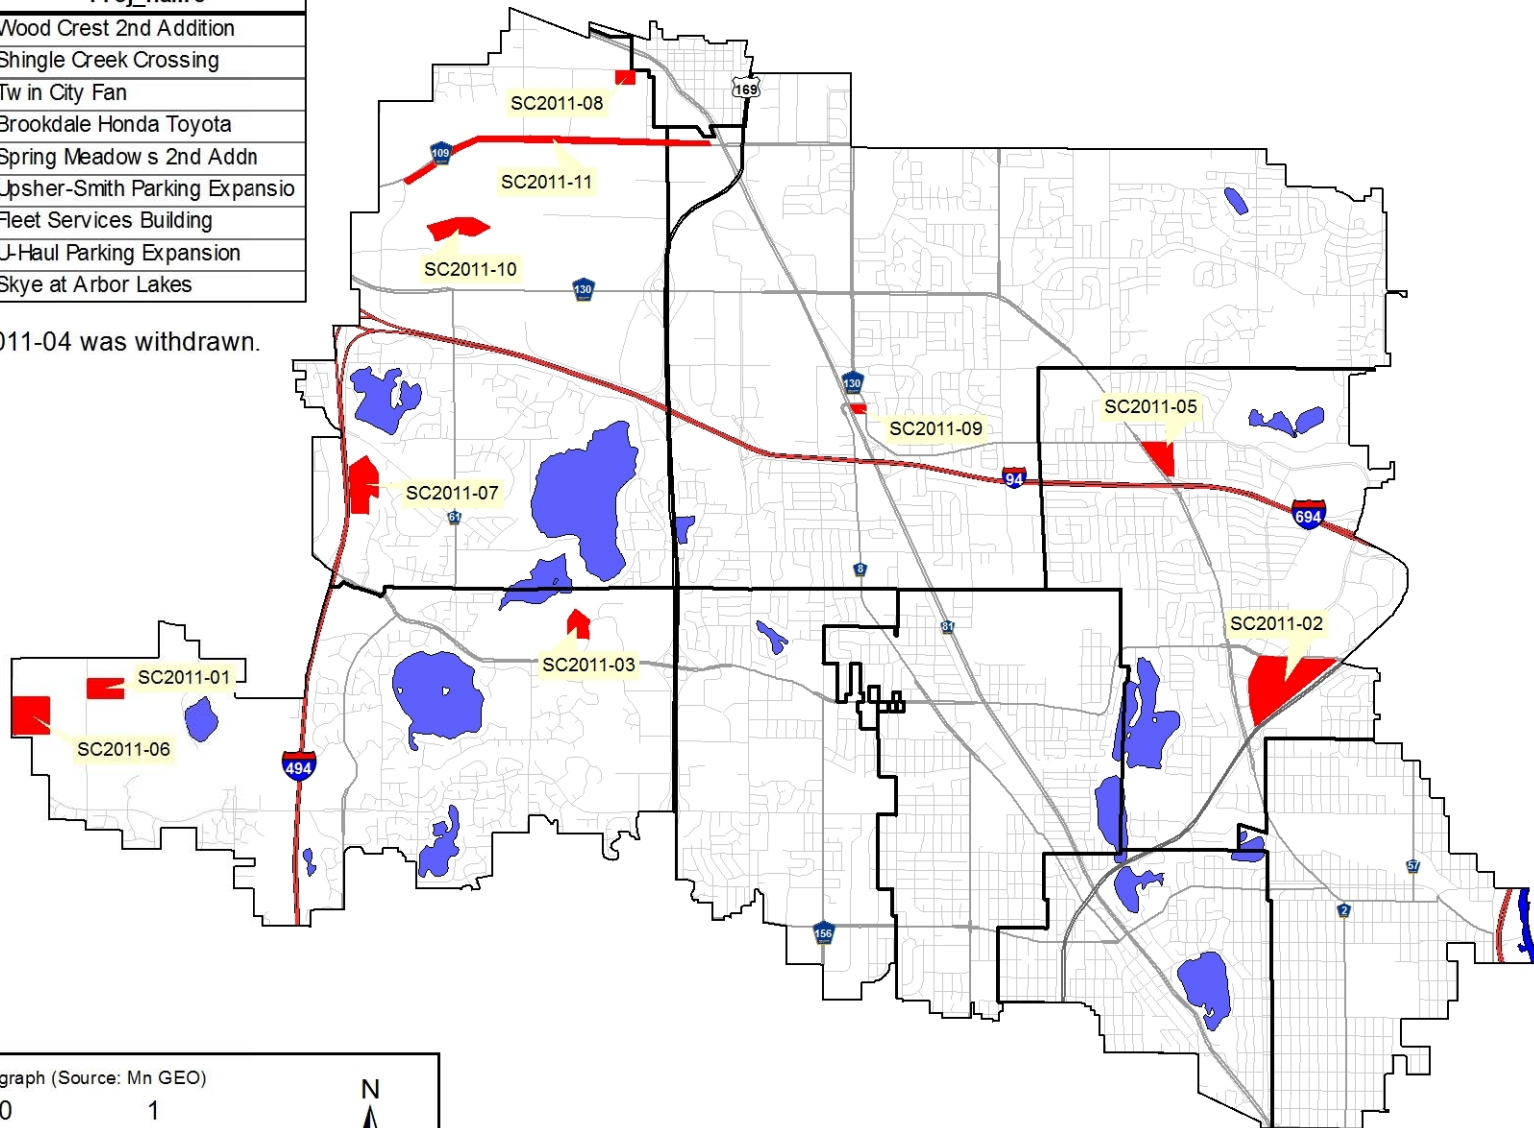 Proj_name
Wood Crest 2nd Addition
Shingle Creek Crossing
Twin City Fan
Brookdale Honda Toyota
Spring Meadows 2nd Addn
Upsher-Smith Parking Expansio
Fleet Services Building
U-Haul Parking Expansion
Skye at Arbor Lakes
011-04 was withdrawn.
169
SC2011-08
109
SC2011-11
SC2011-10
130
130
SC2011-05
SC2011-09
94
SC2011-07
61
694
8
SC2011-02
81
SC2011-03
SC2011-01
SC2011-06
494
57
2
156
graph (Source: Mn GEO)
N
0 1